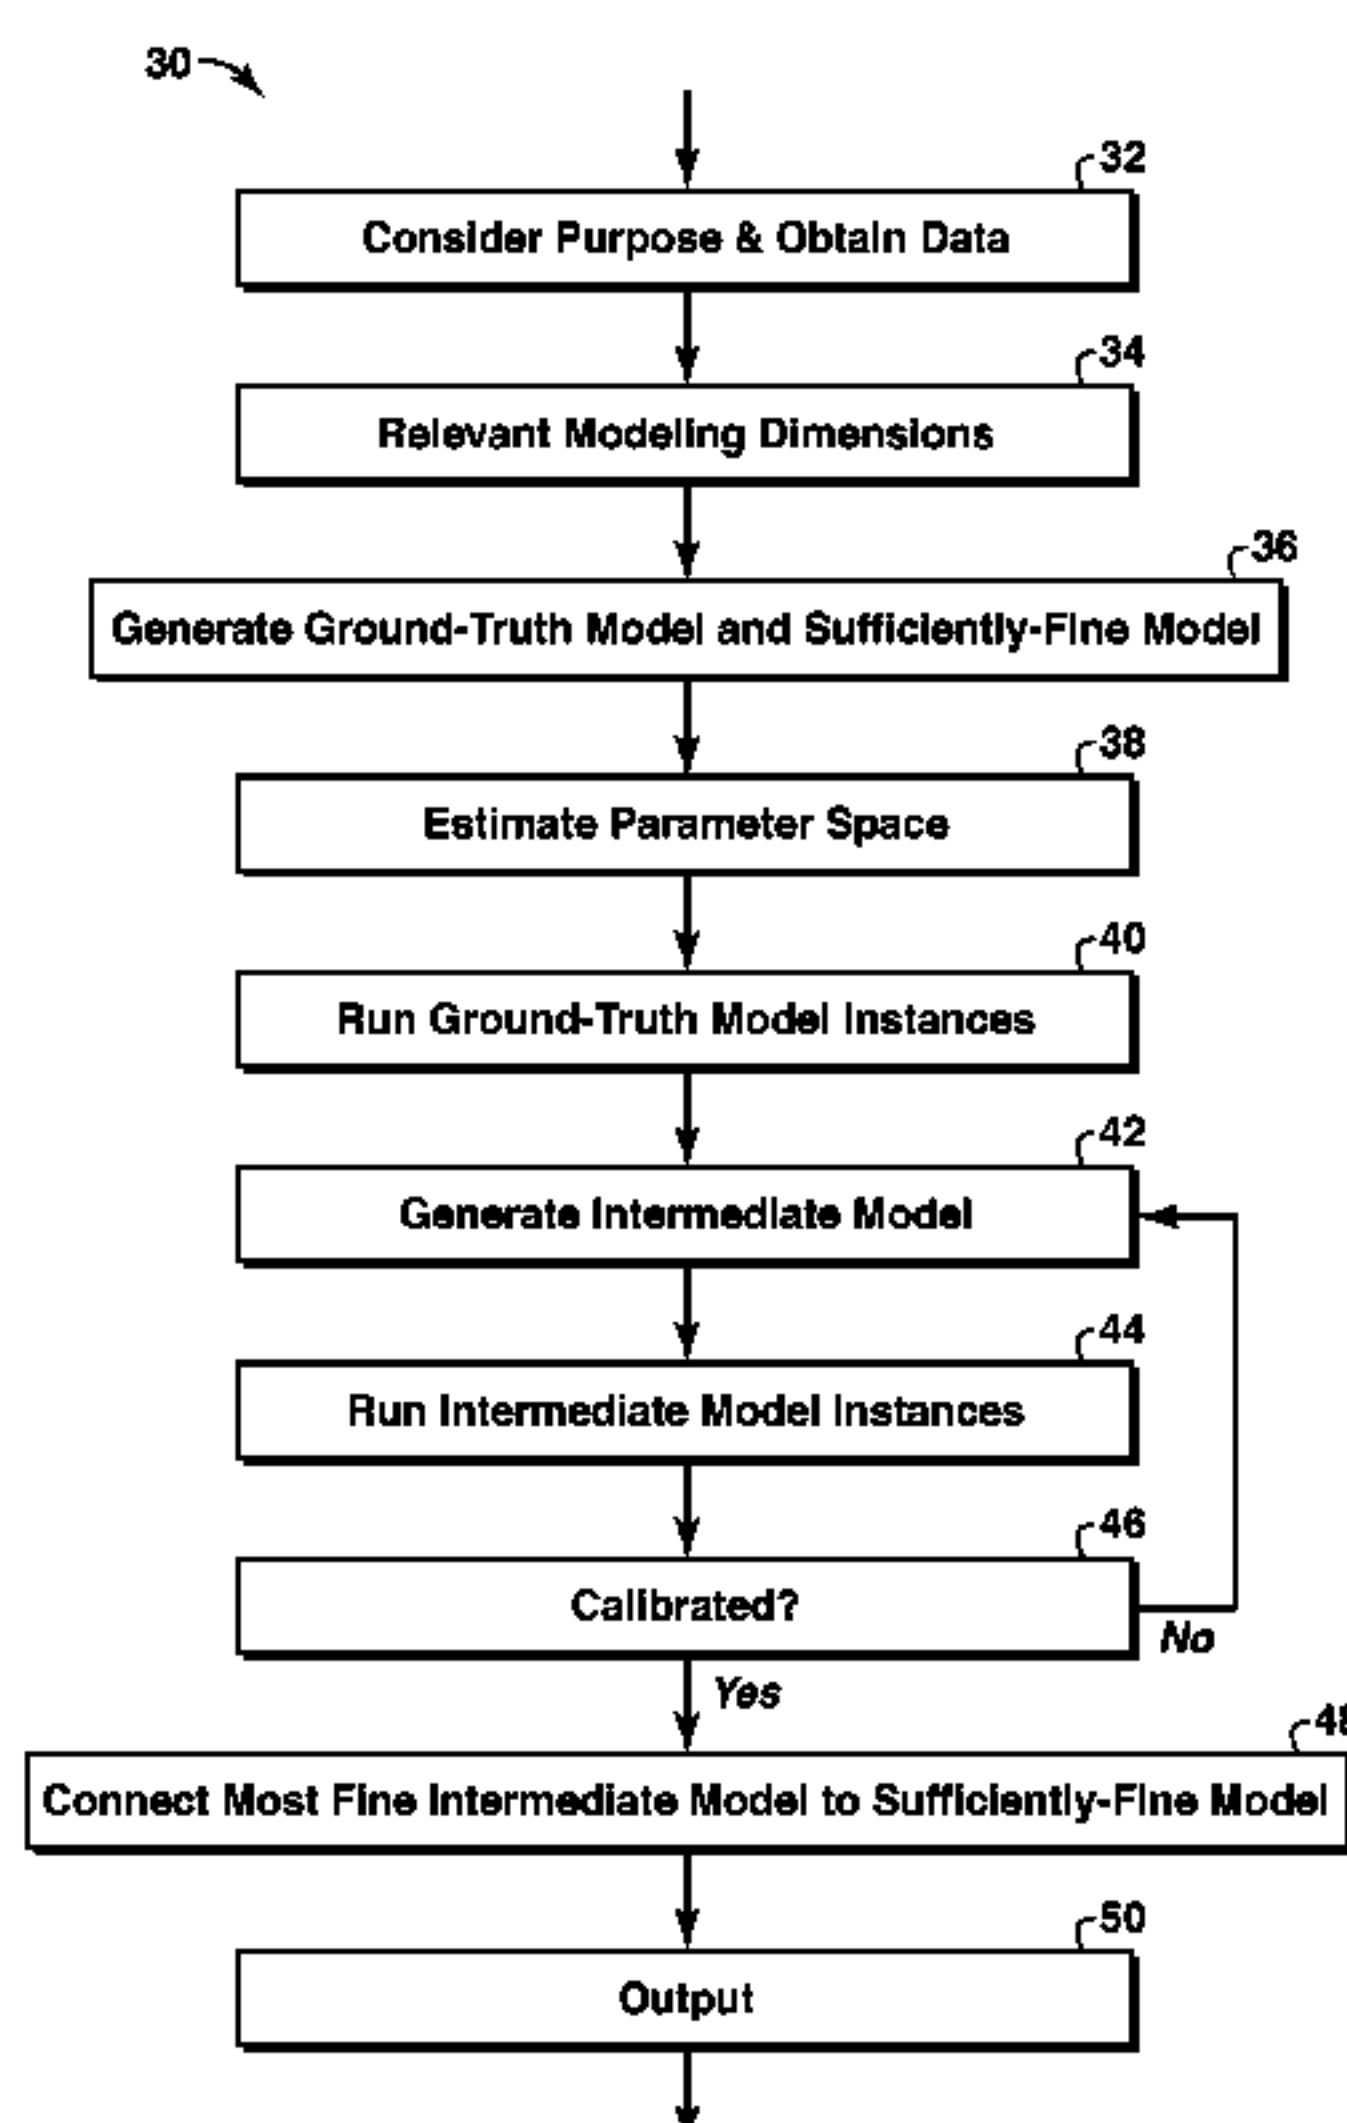 30
32
Consider Purpose & Obtain Data
34
Relevant Modeling Dimensions
36
Generate Ground-Truth Model and Sufficiently-Fine Model
38
Estimate Parameter Space
40
Run Ground-Truth Model Instances
42
Generate Intermediate Model
44
Run Intermediate Model Instances
46
Calibrated?
No
Yes
Connect Most Fine Intermediate Model to Sufficiently-Fine Model
50
Output